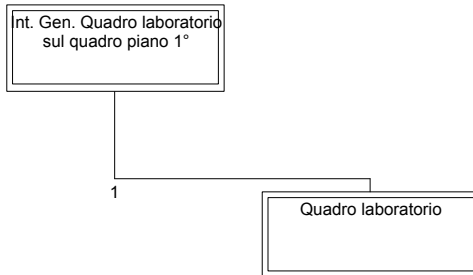 Int. Gen. Quadro laboratorio
sul quadro piano 1°
1
Quadro laboratorio